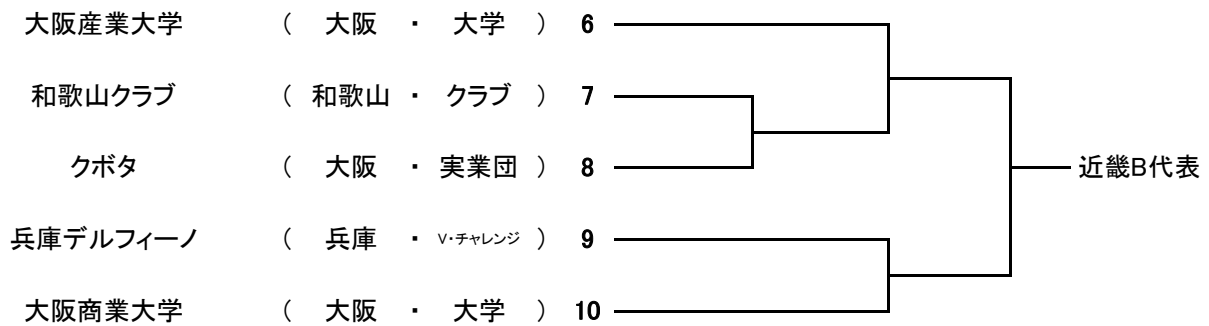 大阪産業大学 ( 大阪 ・ 大学 ) 6
和歌山クラブ ( 和歌山 ・ クラブ ) 7
クボタ ( 大阪 ・ 実業団 ) 8
近畿B代表
兵庫デルフィーノ ( 兵庫 ・ V・チャレンジ ) 9
大阪商業大学 ( 大阪 ・ 大学 ) 10